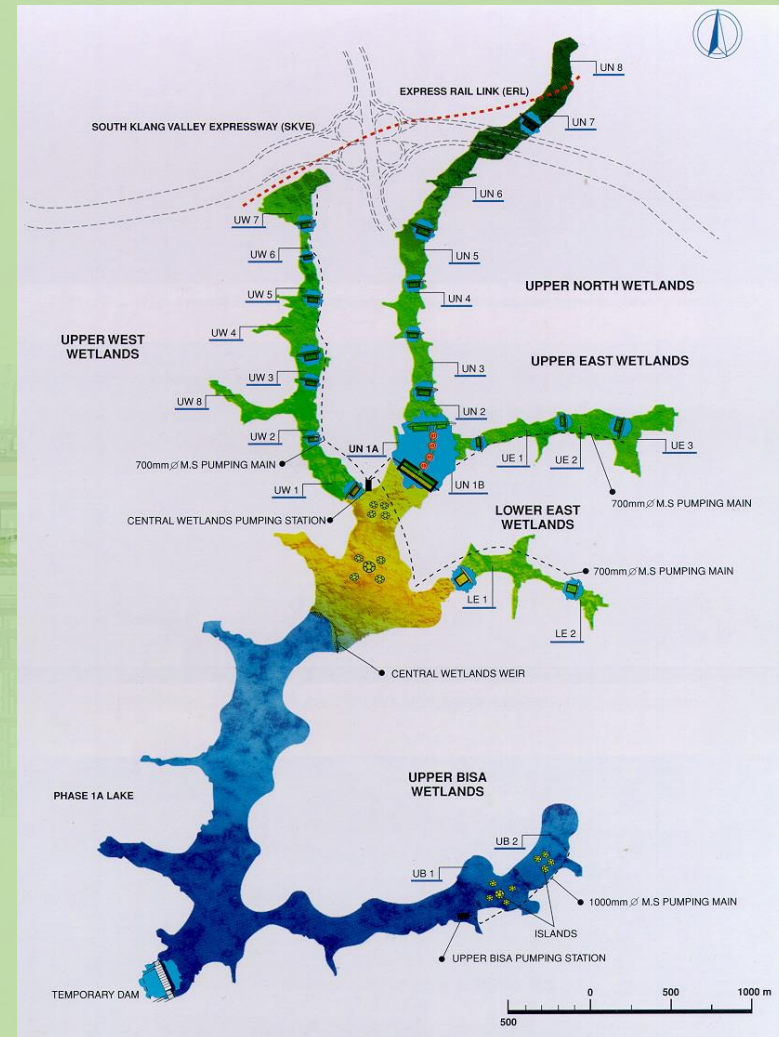 UN 8
EXPRESS RAIL LINK (ERL)
UN 7
SOUTH KLANG VALLEY EXPRESSWAY (SKVE)
UN 6
UW 7
UW 6
UN 5
UW 5
UN 4
UPPER NORTH WETLANDS
UW 4
UPPER WEST
WETLANDS
UPPER EAST WETLANDS
UW 3
UN 3
UW 8
UN 2
UW 2
UN 1A
UE 1
UE 2
UE 3
700mm Ø M.S PUMPING MAIN
UW 1
UN 1B
700mm Ø M.S PUMPING MAIN
CENTRAL WETLANDS PUMPING STATION
LOWER EAST
WETLANDS
700mm Ø M.S PUMPING MAIN
LE 1
LE 2
CENTRAL WETLANDS WEIR
PHASE 1A LAKE
UPPER BISA
WETLANDS
UB 2
UB 1
1000mm Ø M.S PUMPING MAIN
ISLANDS
UPPER BISA PUMPING STATION
TEMPORARY DAM
0 500 1000 m
500